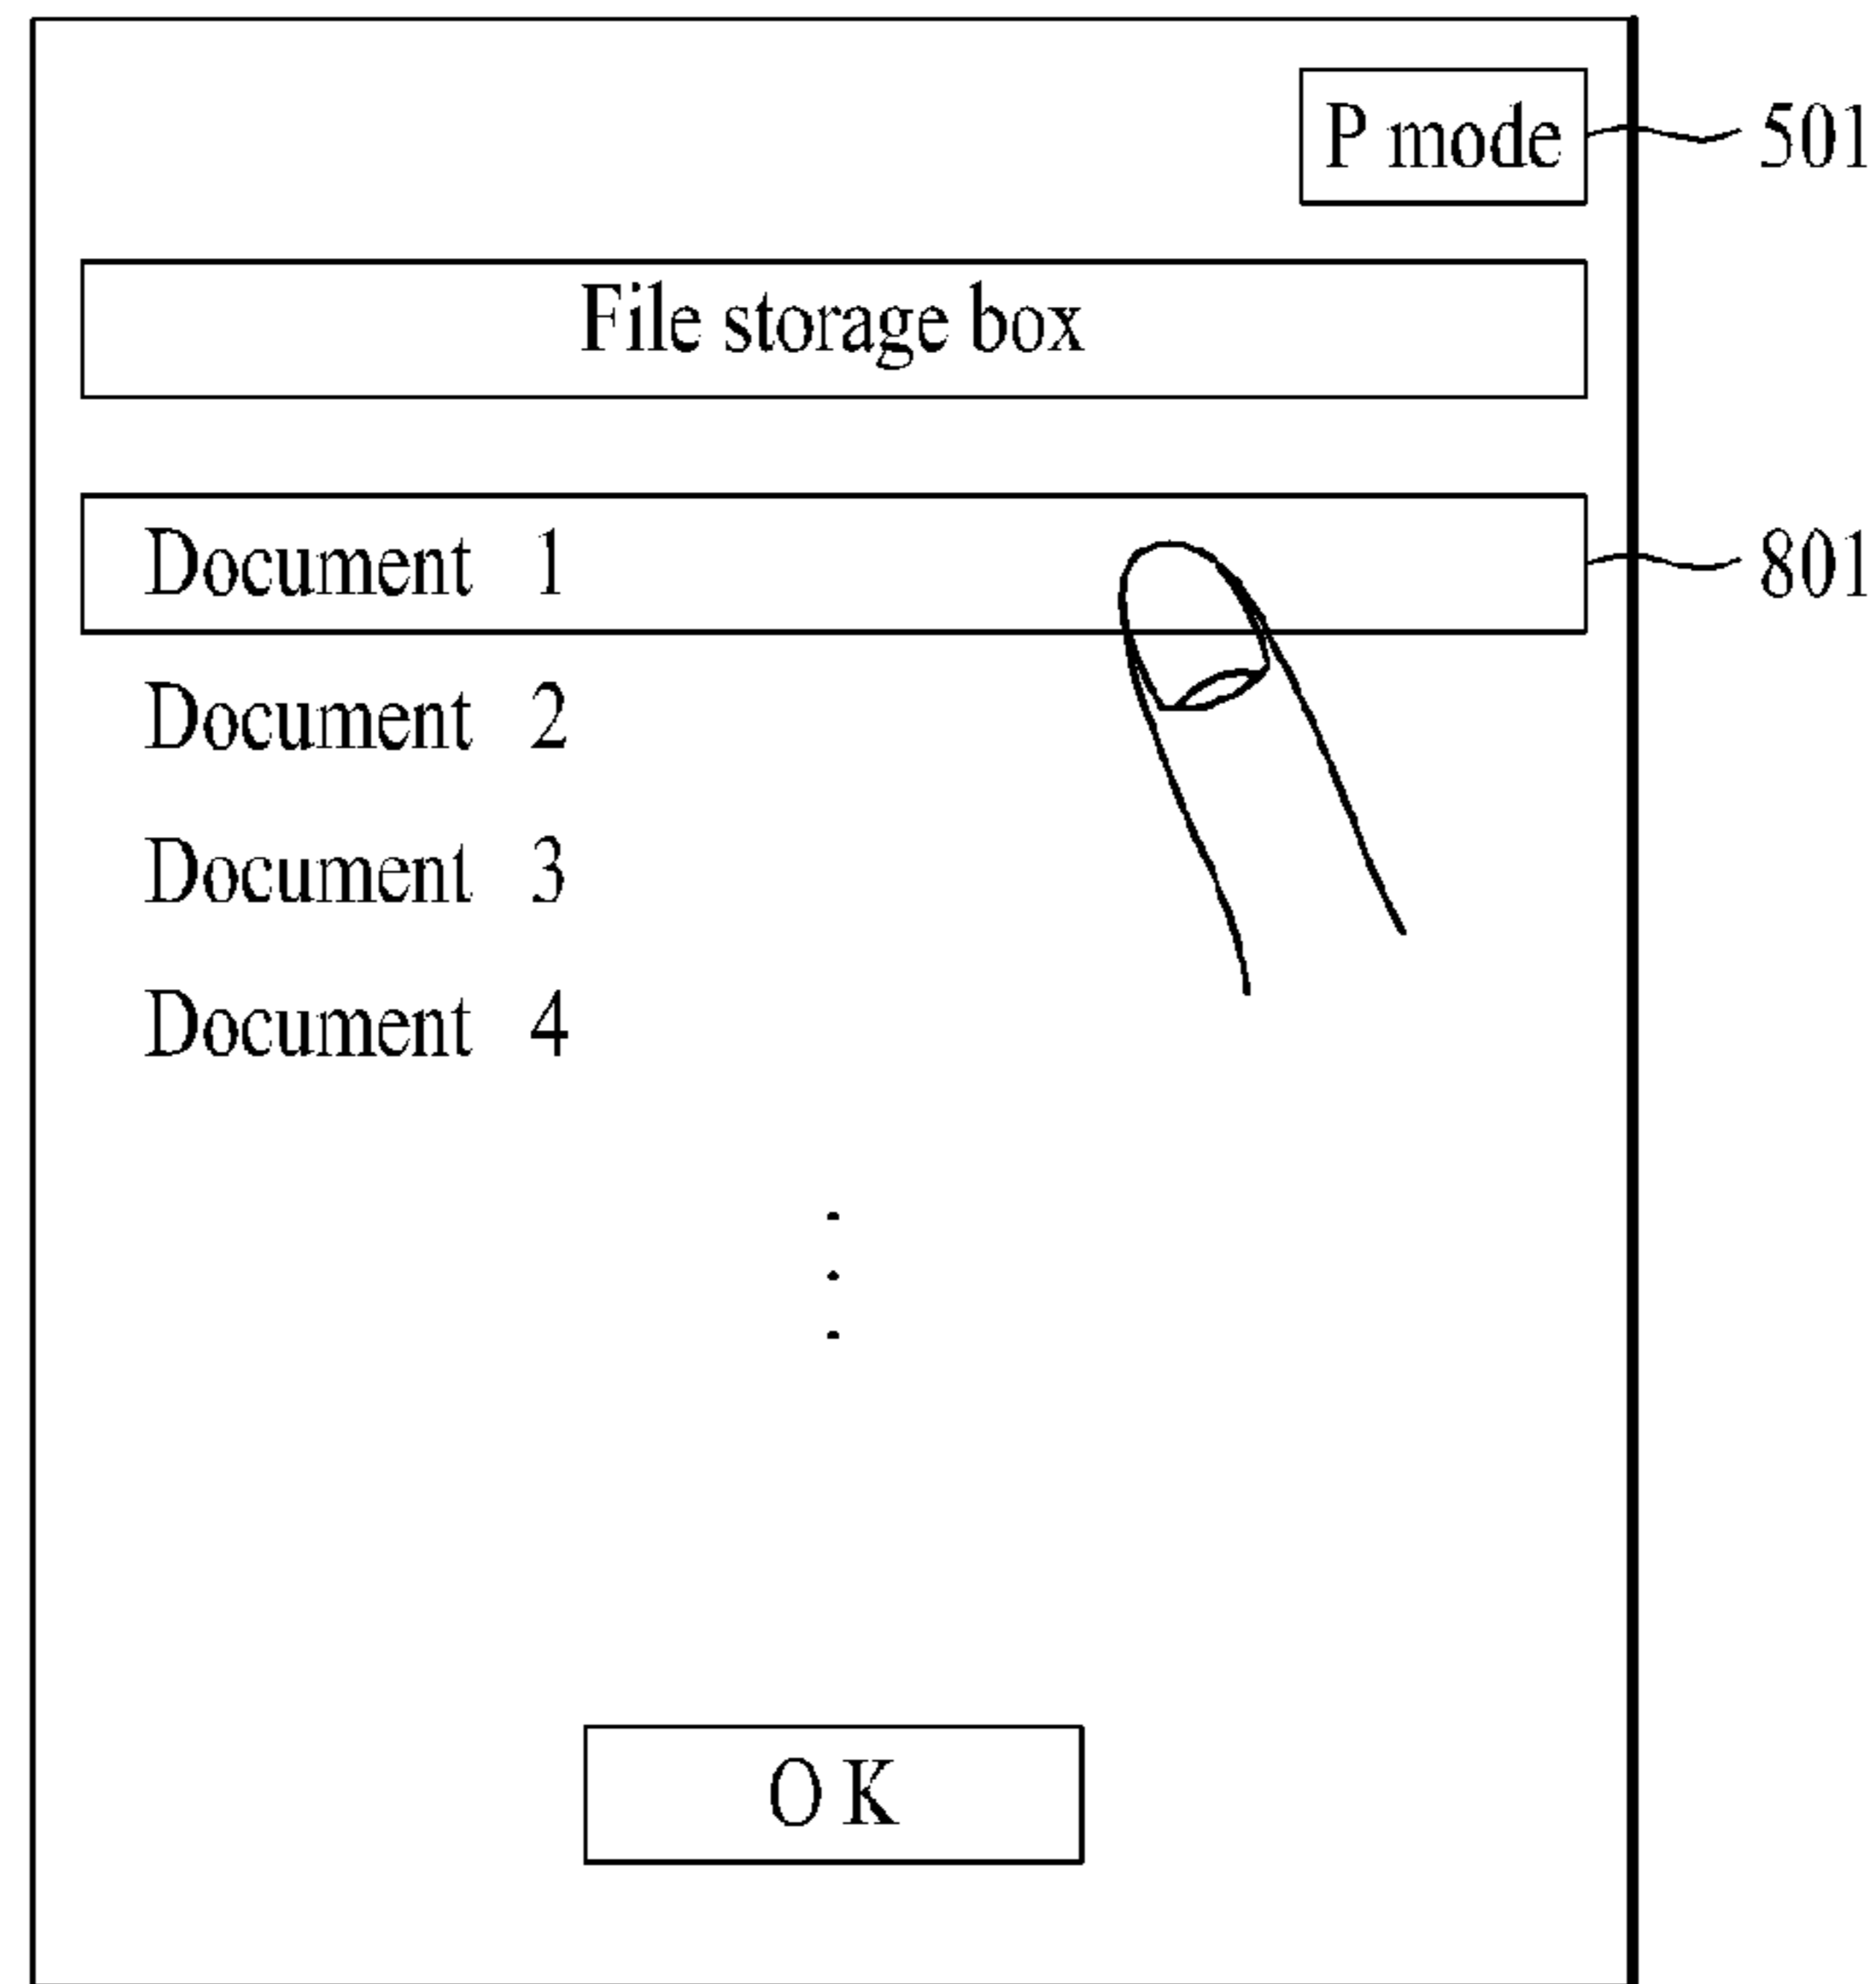 P mode 501
File storage box
Document 1 801
Document 2
Document 3
Document 4
OK